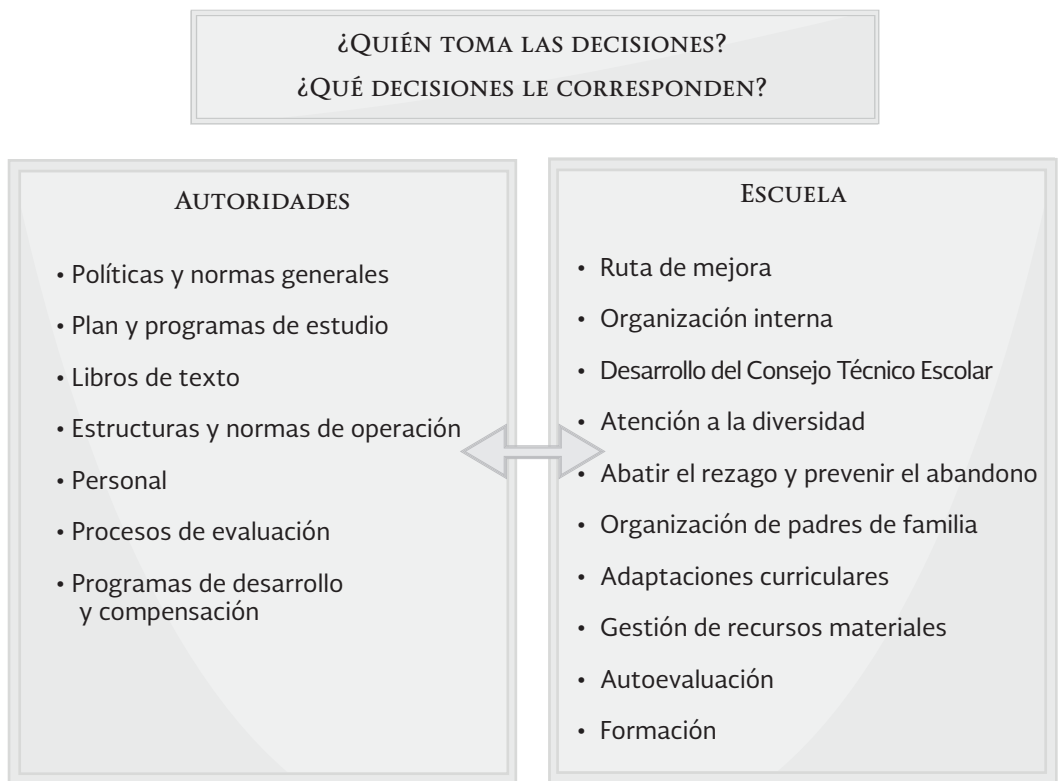 ¿QUIÉN TOMA LAS DECISIONES?
¿QUÉ DECISIONES LE CORRESPONDEN?
AUTORIDADES
• Políticas y normas generales
• Plan y programas de estudio
• Libros de texto
• Estructuras y normas de operación
• Personal
• Procesos de evaluación
• Programas de desarrollo
y compensación
ESCUELA
• Ruta de mejora
• Organización interna
• Desarrollo del Consejo Técnico Escolar
• Atención a la diversidad
• Abatir el rezago y prevenir el abandono
• Organización de padres de familia
• Adaptaciones curriculares
• Gestión de recursos materiales
• Autoevaluación
• Formación